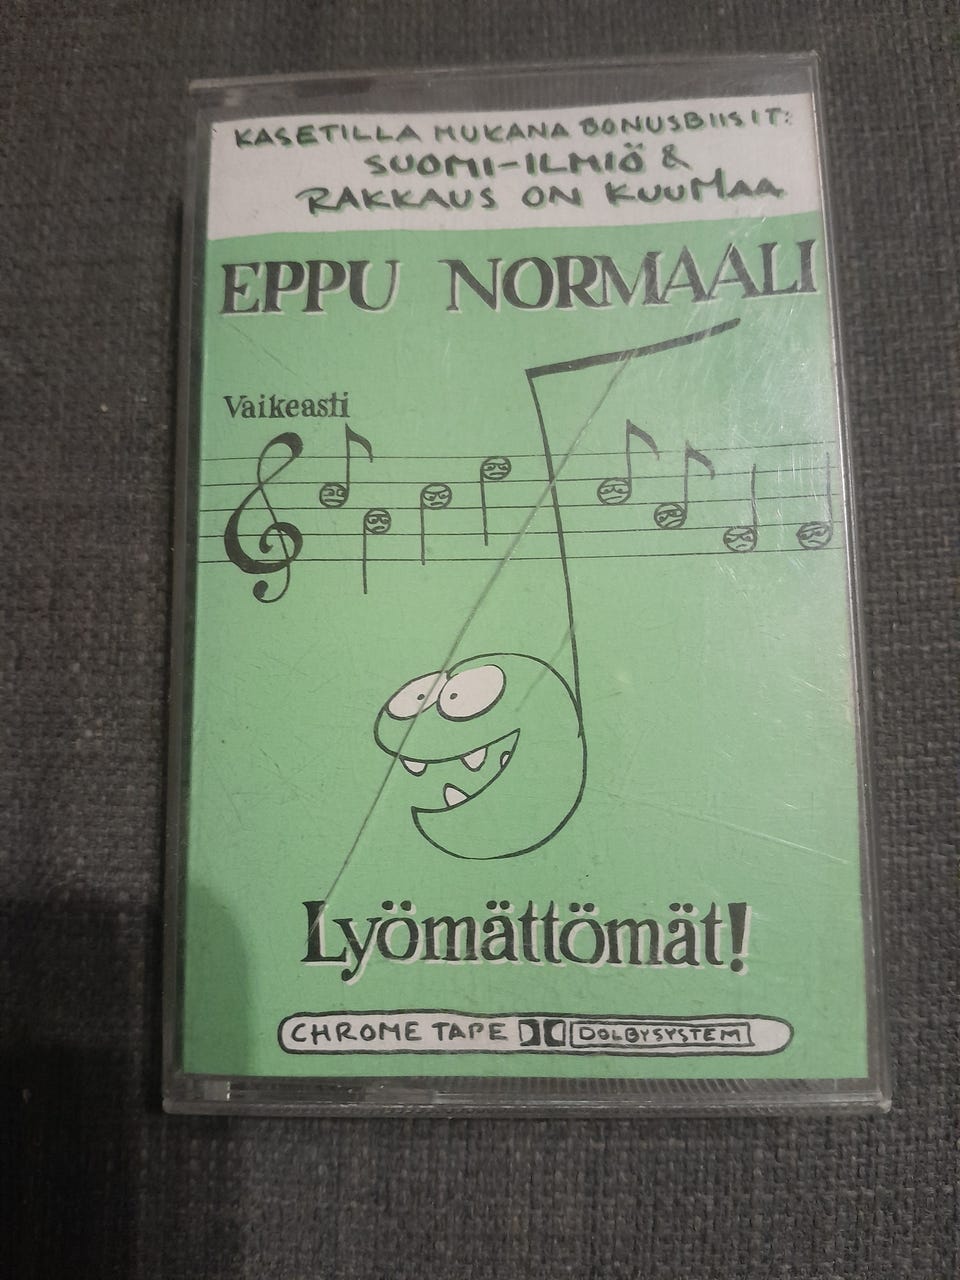 KASETILLA MUKANA BONUSBIISIT:
SUOMI-ILMIÖ &
RAKKAUS ON KUUMAA
EPPU NORMAALI
Vaikeasti
Lyömättömät!
CHROME TAPE DOLBYSYSTEM